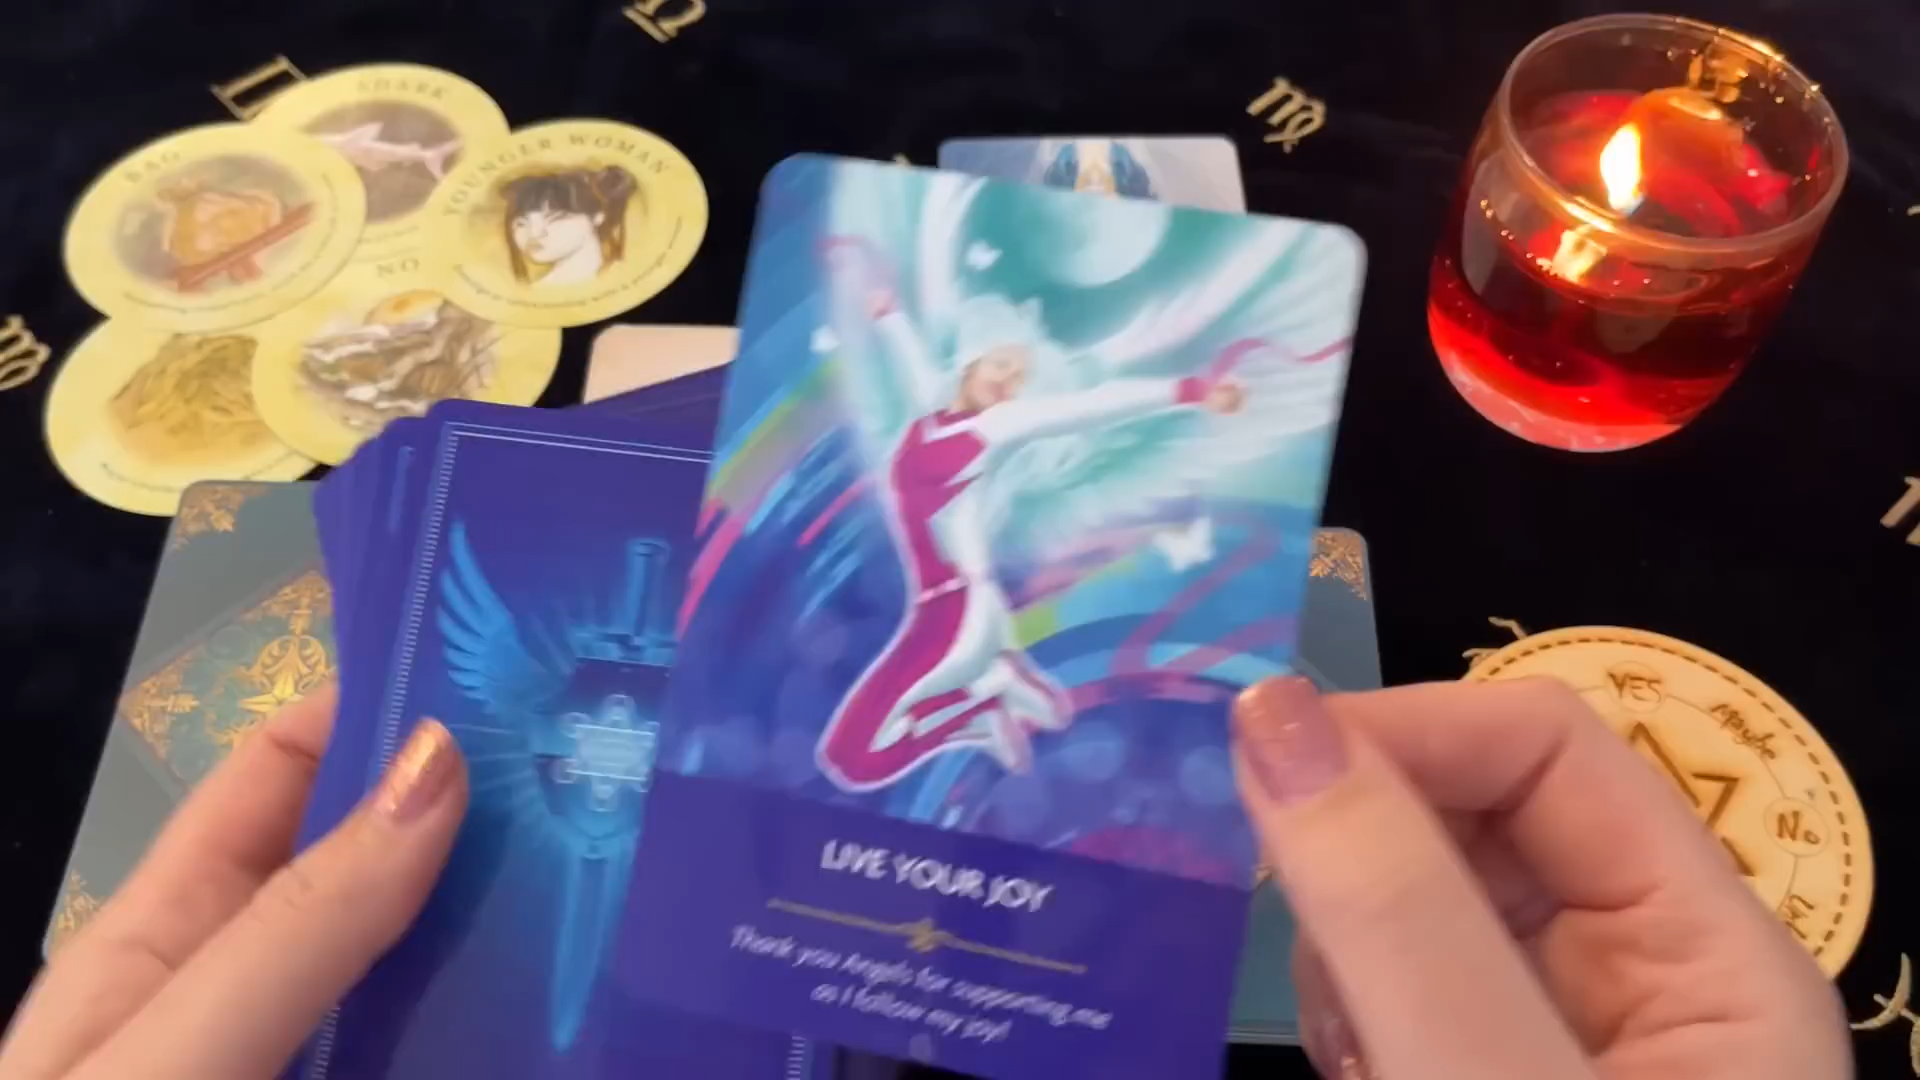 SHARK
BAG
YOUNGER WOMAN
NO
YES
Maybe
No
LIVE YOUR JOY
Thank you Angels for supporting me
as I follow my joy!